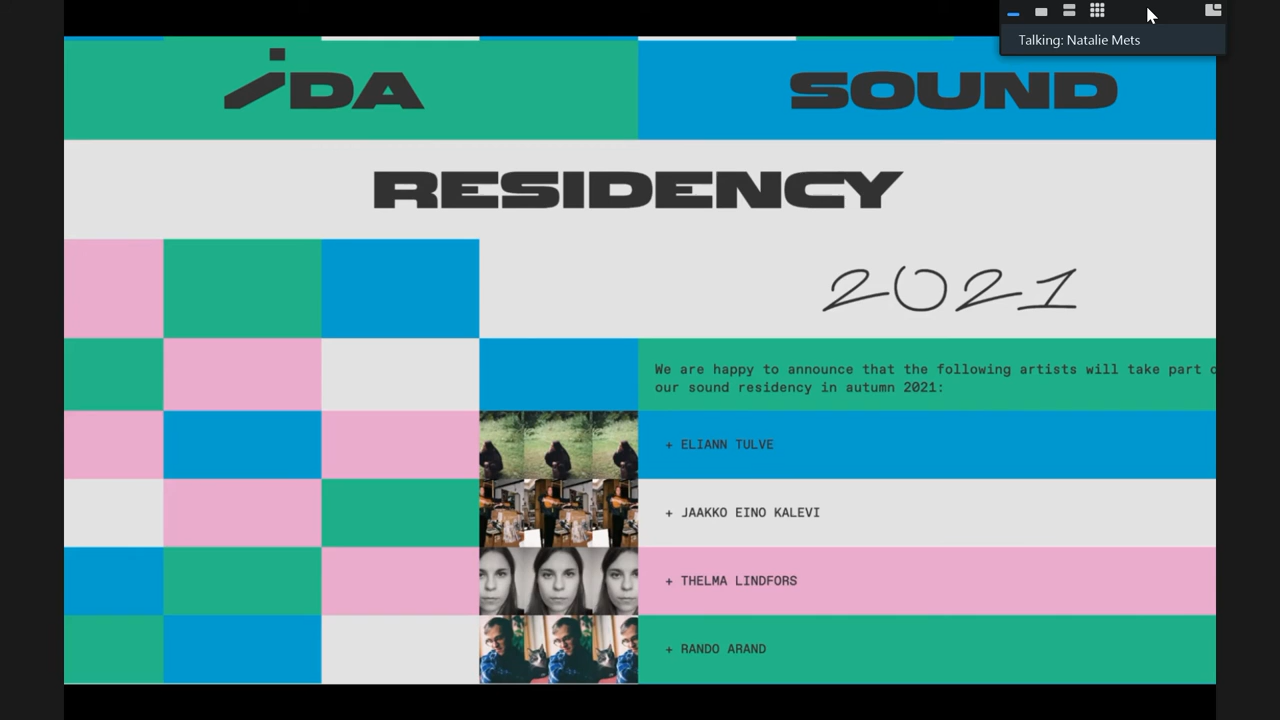 Talking: Natalie Mets
iDA
SOUND
RESIDENCY
2021
We are happy to announce that the following artists will take part
our sound residency in autumn 2021:
+ ELIANN TULVE
+ JAAKKO EINO KALEVI
+ THELMA LINDFORS
+ RANDO ARAND